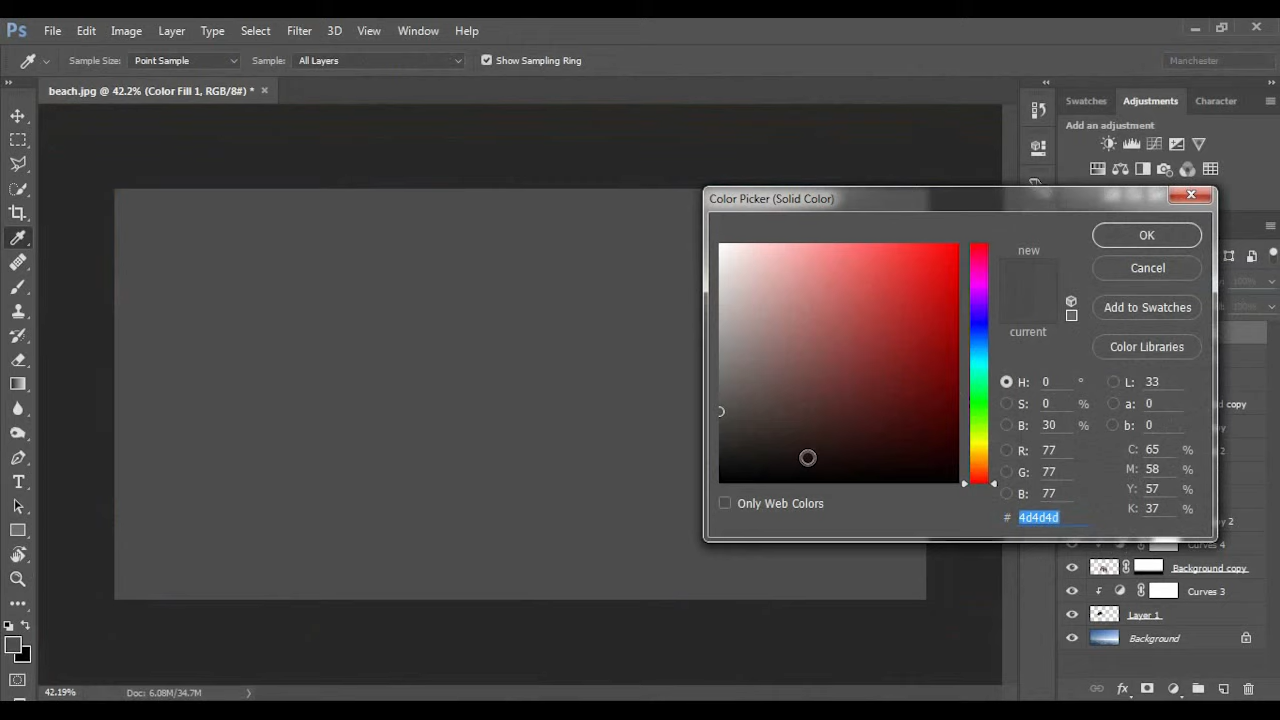 Ps File Edit Image Layer Type Select Filter 3D View Window Help
Sample Size: Point Sample Sample: All Layers Show Sampling Ring Manchester
beach.jpg @ 42.2% (Color Fill 1, RGB/8#) * Swatches Adjustments Character
Add an adjustment
Color Picker (Solid Color)
OK
new
Cancel
Add to Swatches
current
Color Libraries
H: 0 ° L: 33
S: 0 % a: 0
B: 30 % b: 0
R: 77 C: 65 %
G: 77 M: 58 %
B: 77 Y: 57 %
# 4d4d4d K: 37 %
Only Web Colors
Curves 4
Background copy
Curves 3
Layer 1
Background
42.19% Doc: 6.08M/34.7M